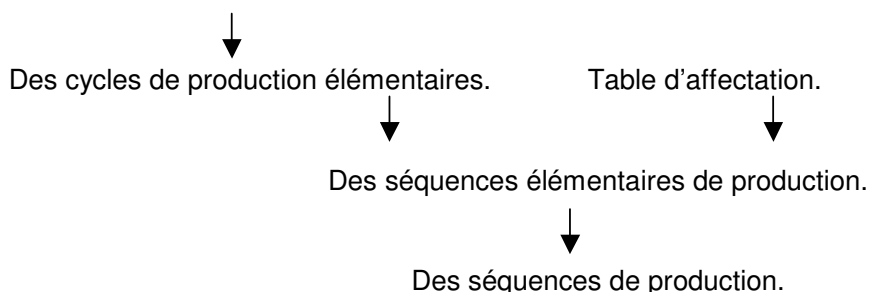 Des cycles de production élémentaires. Table d'affectation.
Des séquences élémentaires de production.
Des séquences de production.